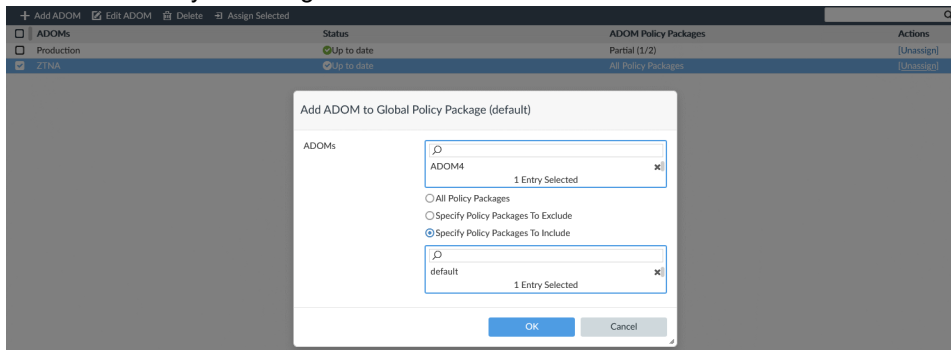 Add ADOM Edit ADOM Delete Assign Selected
ADOMs Status ADOM Policy Packages Actions
Production Up to date Partial (1/2) [Unassign]
ZTNA Up to date All Policy Packages [Unassign]
Add ADOM to Global Policy Package (default)
ADOMs
ADOM4
1 Entry Selected
All Policy Packages
Specify Policy Packages To Exclude
Specify Policy Packages To Include
default
1 Entry Selected
OK Cancel